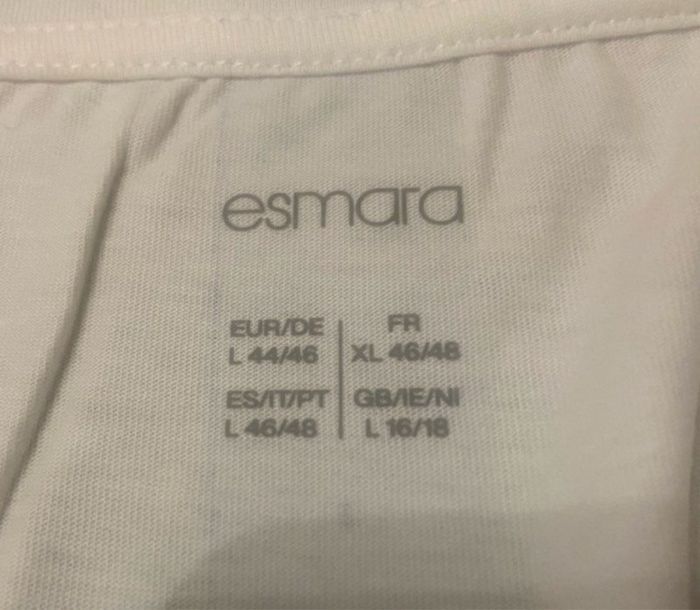 esmara
EUR/DE
L 44/46
FR
XL 46/48
ES/IT/PT
L 46/48
GB/IE/NI
L 16/18